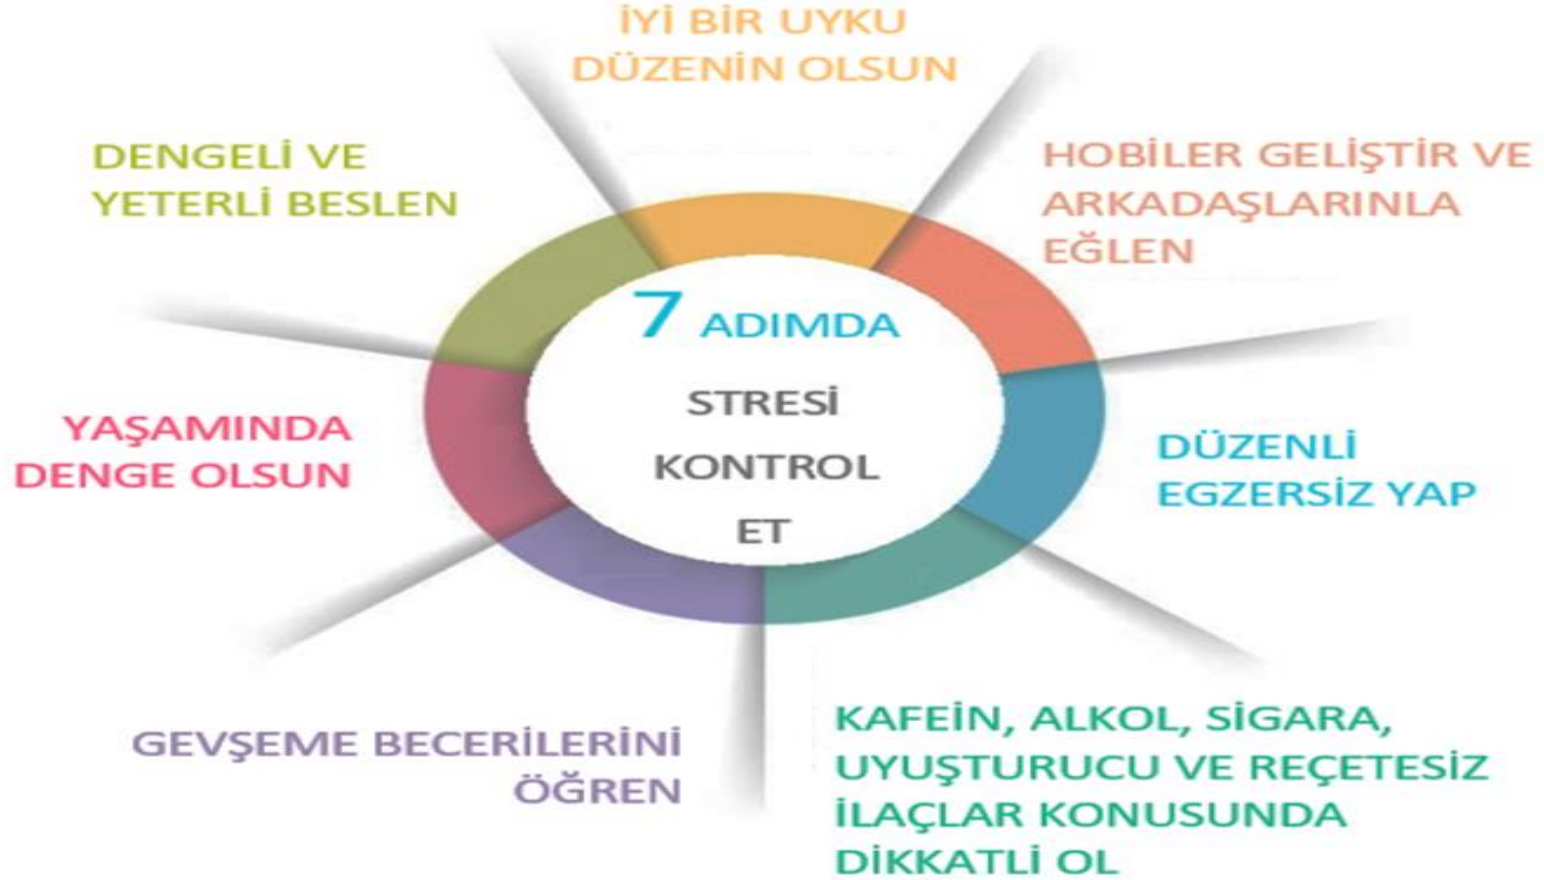 İYİ BİR UYKU
DÜZENİN OLSUN
HOBİLER GELİŞTİR VE
ARKADAŞLARINLA
EĞLEN
DÜZENLİ
EGZERSİZ YAP
KAFEİN, ALKOL, SİGARA,
UYUŞTURUCU VE REÇETESİZ
İLAÇLAR KONUSUNDA
DİKKATLİ OL
GEVŞEME BECERİLERİNİ
ÖĞREN
YAŞAMINDA
DENGE OLSUN
DENGELİ VE
YETERLİ BESLEN
7 ADIMDA
STRESİ
KONTROL
ET